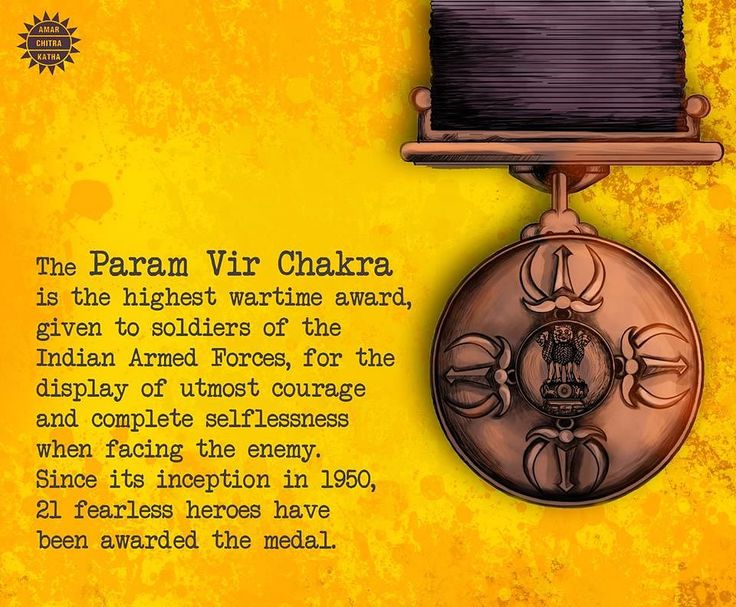 AMAR
CHITRA
KATHA
The Param Vir Chakra
is the highest wartime award,
given to soldiers of the
Indian Armed Forces, for the
display of utmost courage
and complete selflessness
when facing the enemy.
Since its inception in 1950,
21 fearless heroes have
been awarded the medal.